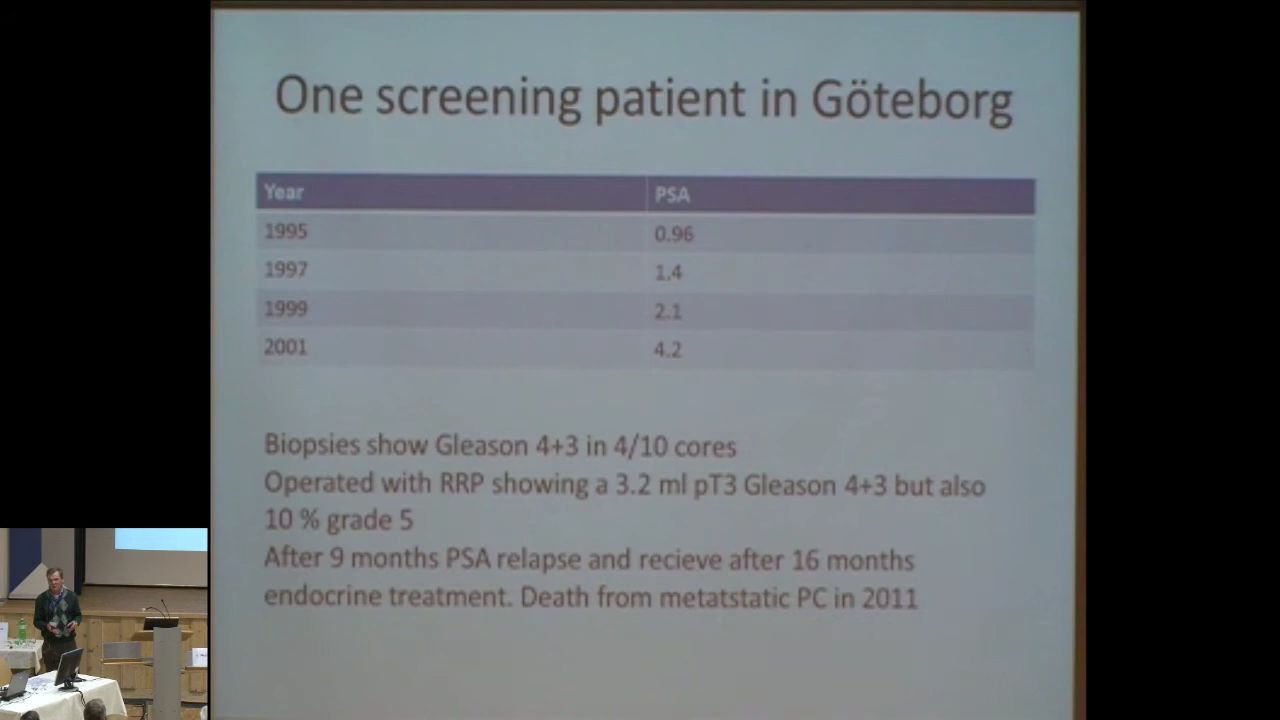 One screening patient in Göteborg
Year PSA
1995 0.96
1997 1.4
1999 2.1
2001 4.2
Biopsies show Gleason 4+3 in 4/10 cores
Operated with RRP showing a 3.2 ml pT3 Gleason 4+3 but also
10 % grade 5
After 9 months PSA relapse and recieve after 16 months
endocrine treatment. Death from metatstatic PC in 2011